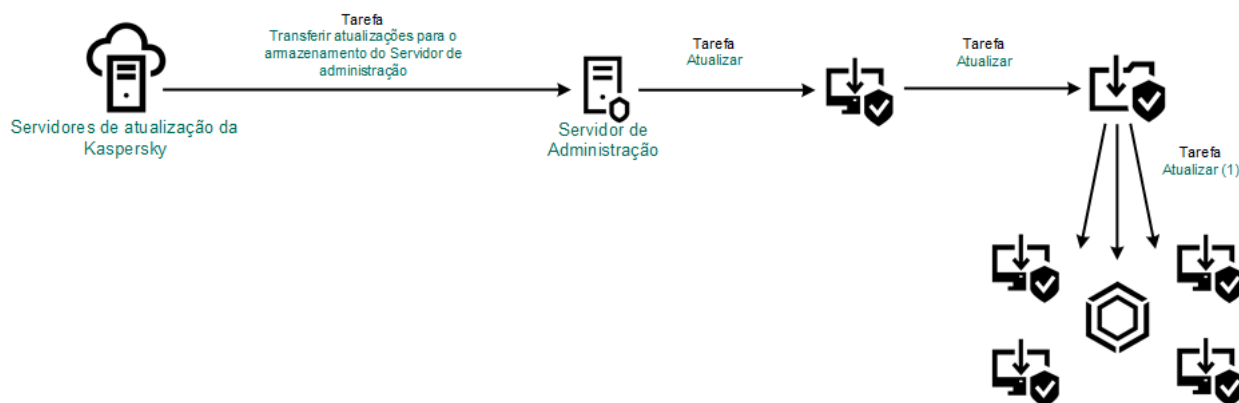 Tarefa
Transferir atualizações para o
armazenamento do Servidor de
administração
Servidores de atualização da
Kaspersky
Servidor de
Administração
Tarefa
Atualizar
Tarefa
Atualizar
Tarefa
Atualizar (1)